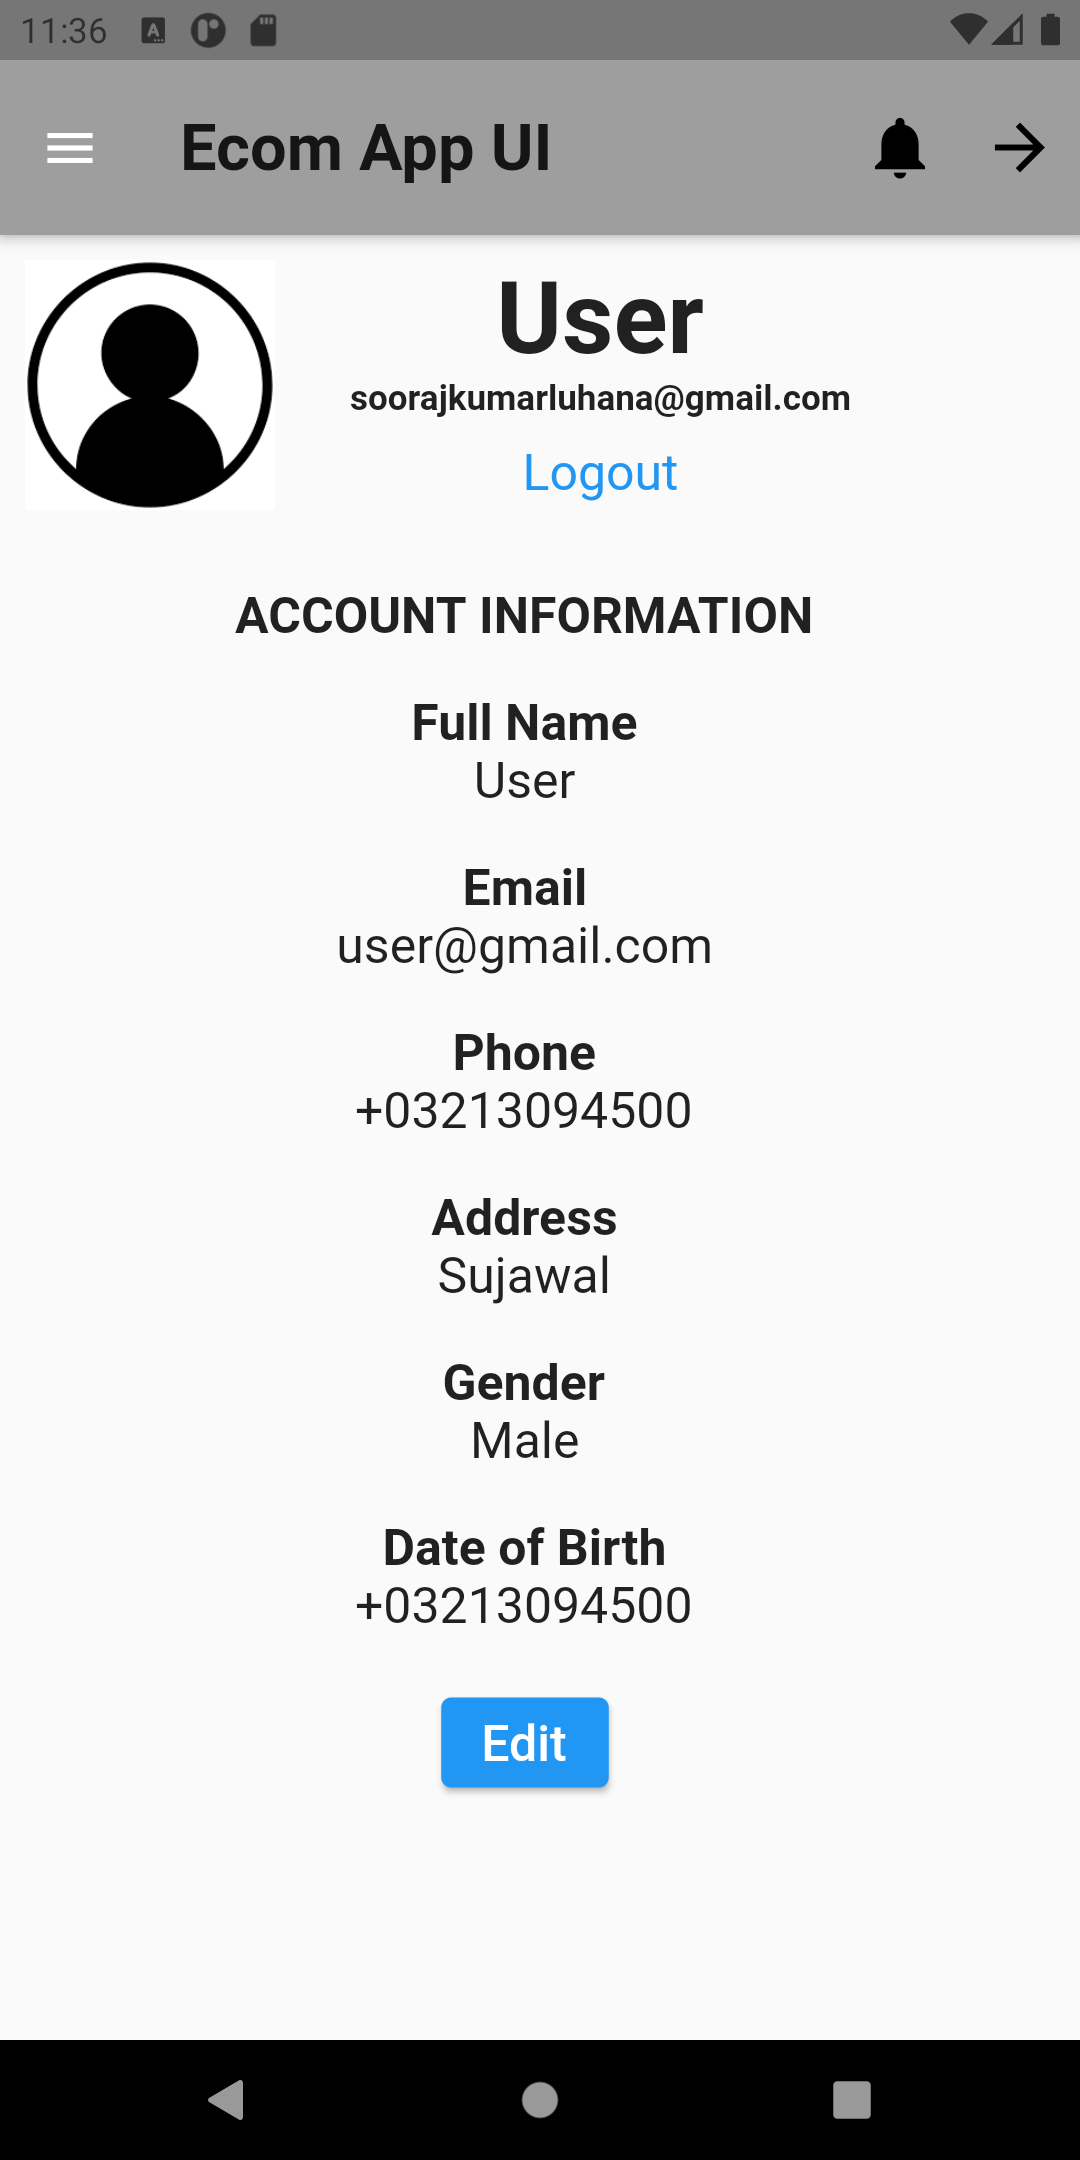 11:36
Ecom App UI
User
soorajkumarluhana@gmail.com
Logout
ACCOUNT INFORMATION
Full Name
User
Email
user@gmail.com
Phone
+03213094500
Address
Sujawal
Gender
Male
Date of Birth
+03213094500
Edit